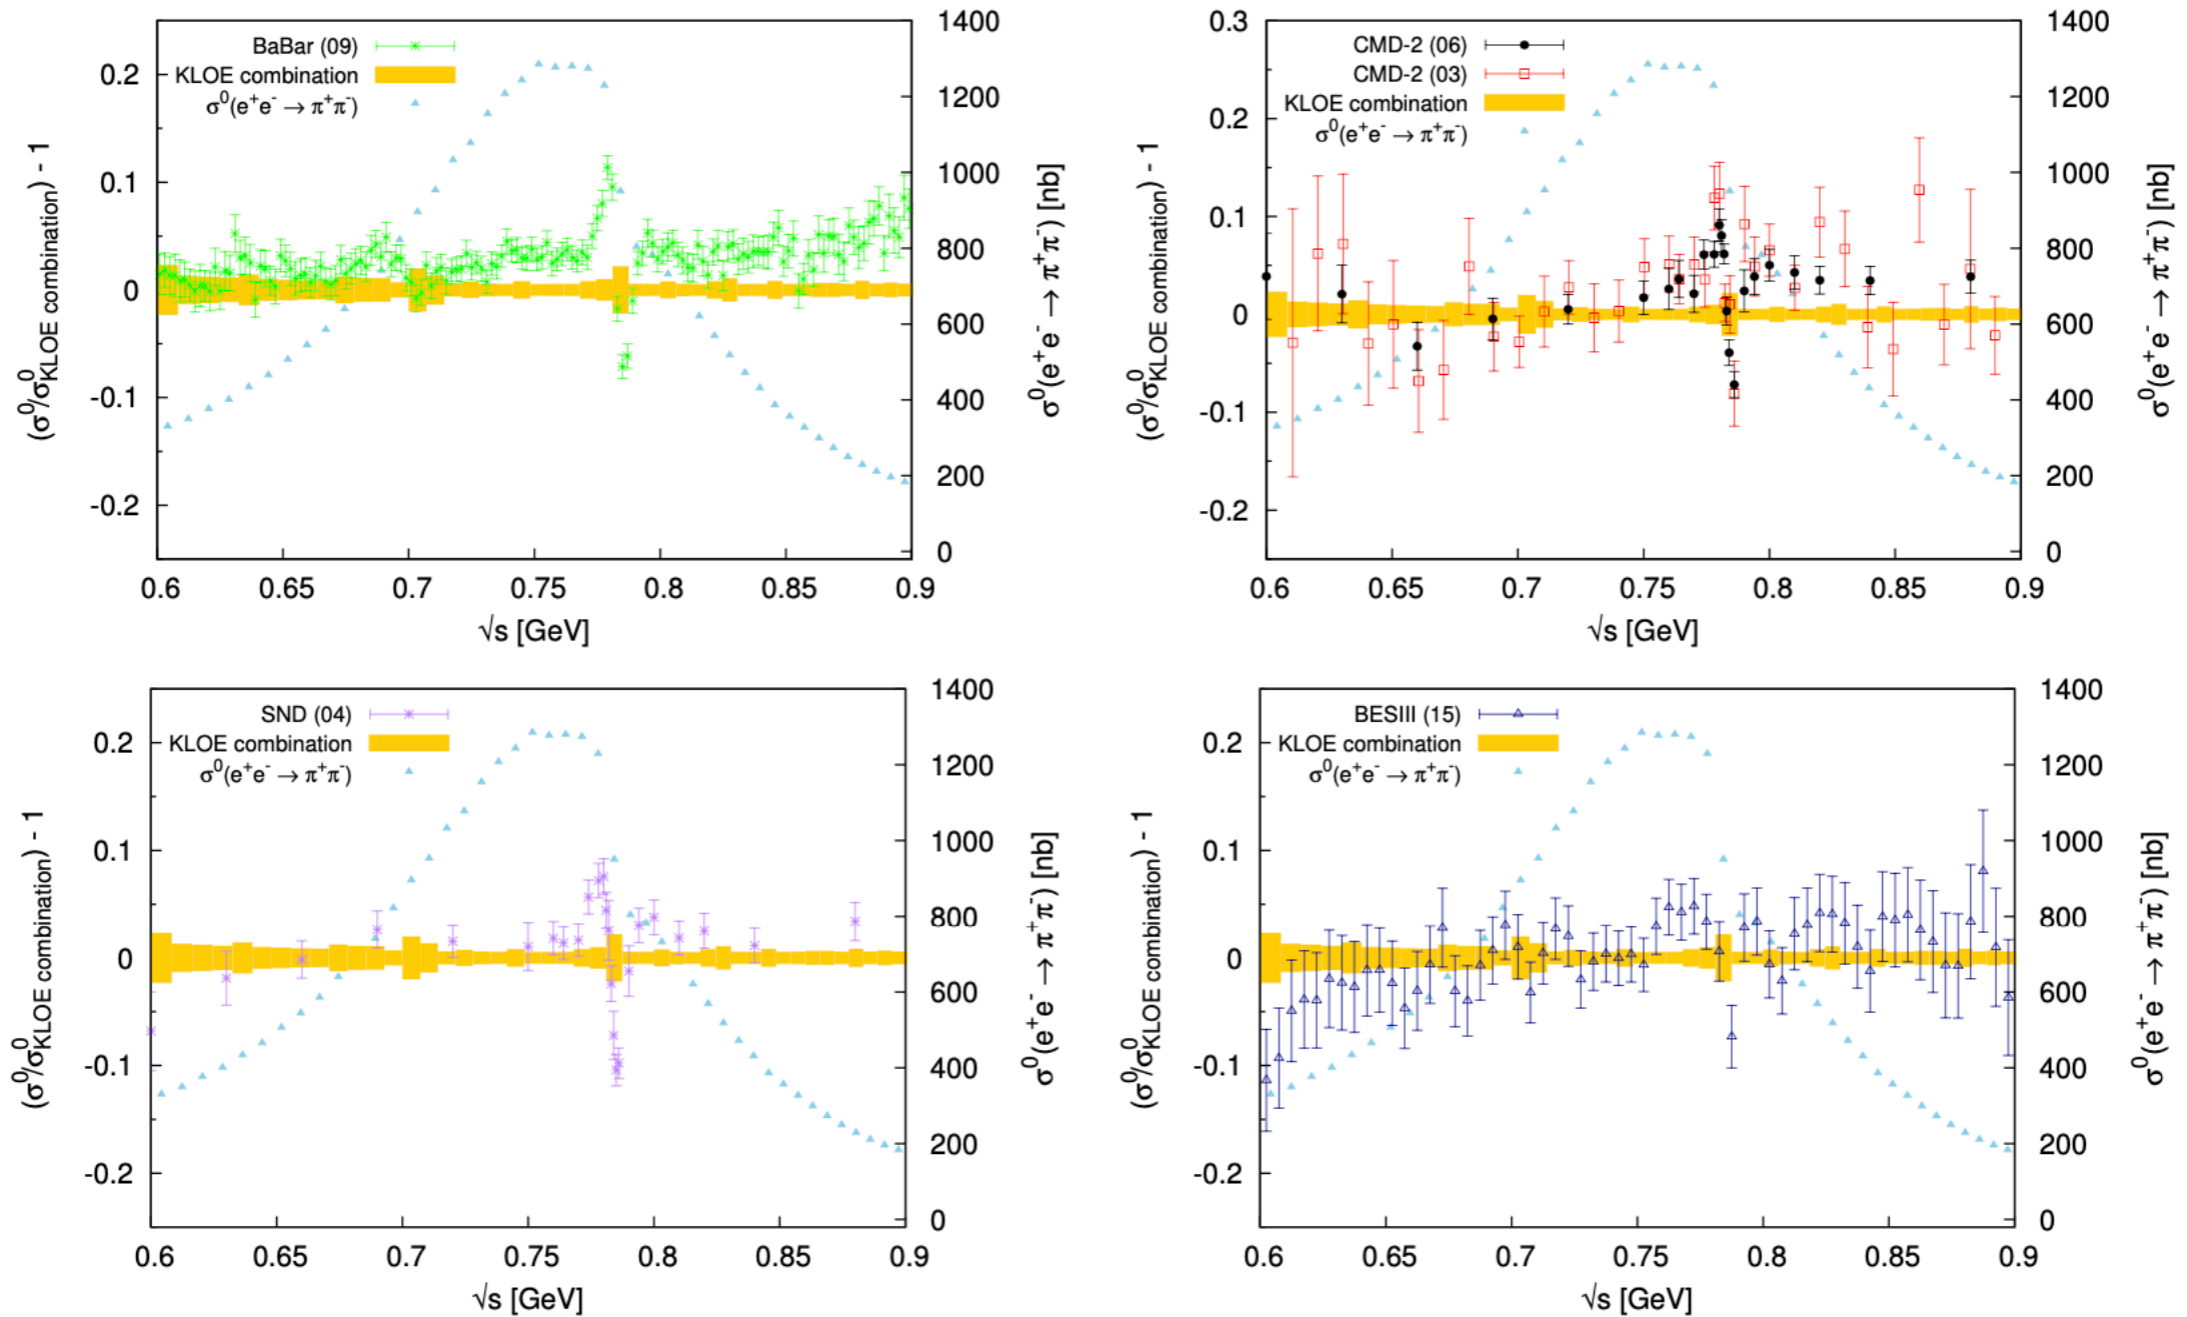 BaBar (09)
KLOE combination
σ⁰(e⁺e⁻ → π⁺π⁻)
0.2
0.1
0
-0.1
-0.2
(σ⁰/σ⁰KLOE combination) - 1
1400
1200
1000
800
600
400
200
0
σ⁰(e⁺e⁻ → π⁺π⁻) [nb]
0.6 0.65 0.7 0.75 0.8 0.85 0.9
√s [GeV]
CMD-2 (06)
CMD-2 (03)
KLOE combination
σ⁰(e⁺e⁻ → π⁺π⁻)
0.3
0.2
0.1
0
-0.1
-0.2
(σ⁰/σ⁰KLOE combination) - 1
1400
1200
1000
800
600
400
200
0
σ⁰(e⁺e⁻ → π⁺π⁻) [nb]
0.6 0.65 0.7 0.75 0.8 0.85 0.9
√s [GeV]
SND (04)
KLOE combination
σ⁰(e⁺e⁻ → π⁺π⁻)
0.2
0.1
0
-0.1
-0.2
(σ⁰/σ⁰KLOE combination) - 1
1400
1200
1000
800
600
400
200
0
σ⁰(e⁺e⁻ → π⁺π⁻) [nb]
0.6 0.65 0.7 0.75 0.8 0.85 0.9
√s [GeV]
BESIII (15)
KLOE combination
σ⁰(e⁺e⁻ → π⁺π⁻)
0.2
0.1
0
-0.1
-0.2
(σ⁰/σ⁰KLOE combination) - 1
1400
1200
1000
800
600
400
200
0
σ⁰(e⁺e⁻ → π⁺π⁻) [nb]
0.6 0.65 0.7 0.75 0.8 0.85 0.9
√s [GeV]